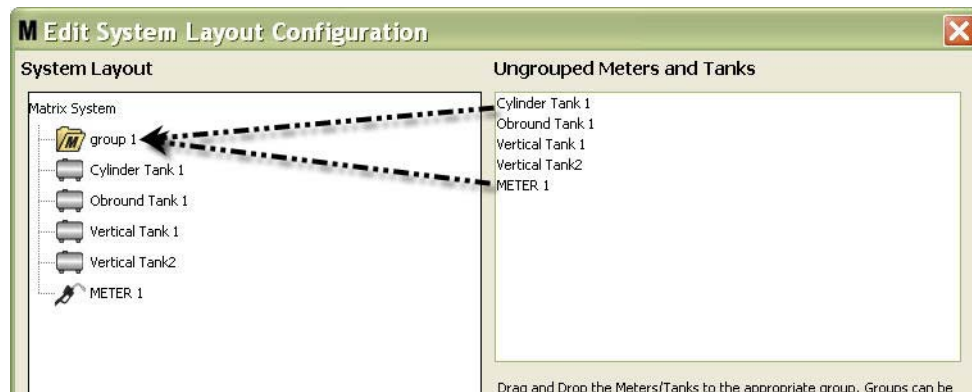 M Edit System Layout Configuration
System Layout
Matrix System
M group 1
Cylinder Tank 1
Obround Tank 1
Vertical Tank 1
Vertical Tank2
METER 1
Ungrouped Meters and Tanks
Cylinder Tank 1
Obround Tank 1
Vertical Tank 1
Vertical Tank2
METER 1
Drag and Drop the Meters/Tanks to the appropriate group. Groups can be